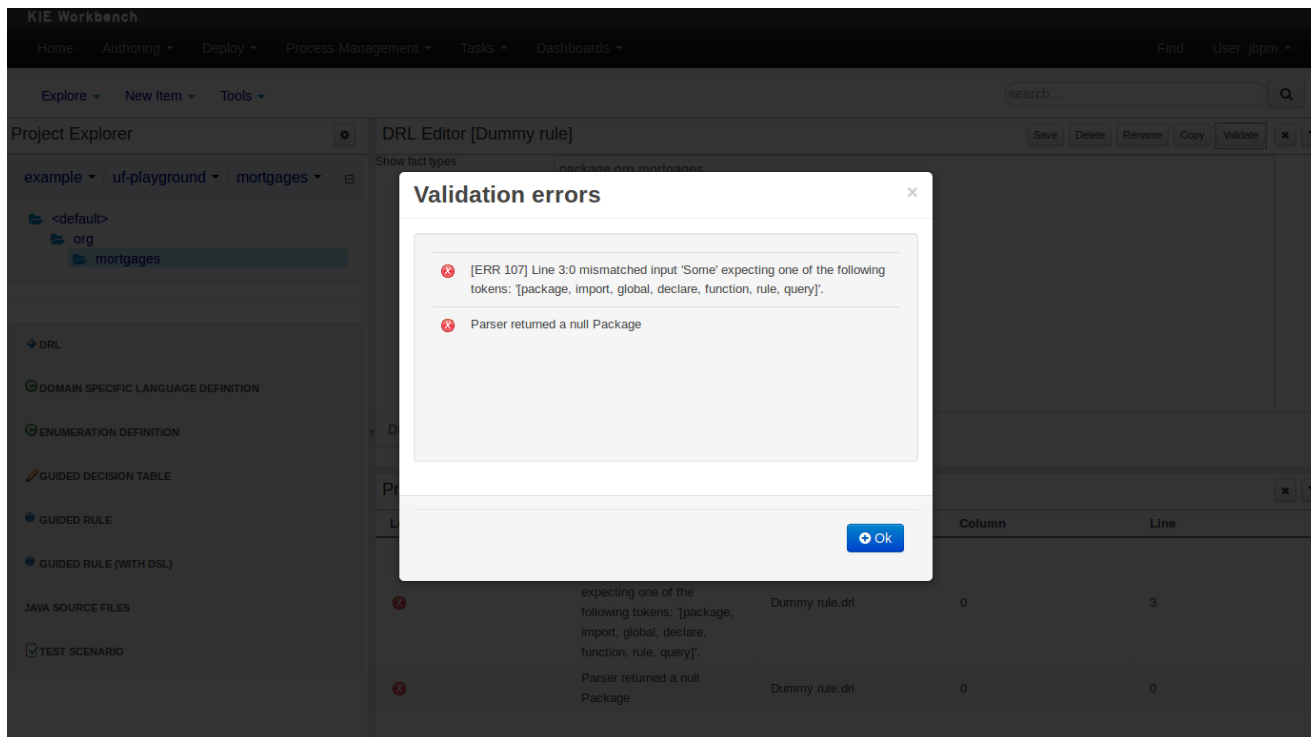 KIE Workbench
Home Authoring Deploy Process Management Tasks Dashboards Find User: jbpm
Explore New Item Tools search...
Project Explorer
DRL Editor [Dummy rule] Save Delete Rename Copy Validate
Show fact types
package org.mortgages
example / uf-playground / mortgages
<default>
org
mortgages
DRL
DOMAIN SPECIFIC LANGUAGE DEFINITION
ENUMERATION DEFINITION
GUIDED DECISION TABLE
GUIDED RULE
GUIDED RULE (WITH DSL)
JAVA SOURCE FILES
TEST SCENARIO
Validation errors
[ERR 107] Line 3:0 mismatched input 'Some' expecting one of the following
tokens: '[package, import, global, declare, function, rule, query]'.
Parser returned a null Package
Ok
Column Line
expecting one of the
following tokens: '[package,
import, global, declare,
function, rule, query]'.
Dummy rule.drl 0 3
Parser returned a null
Package
Dummy rule.drl 0 0